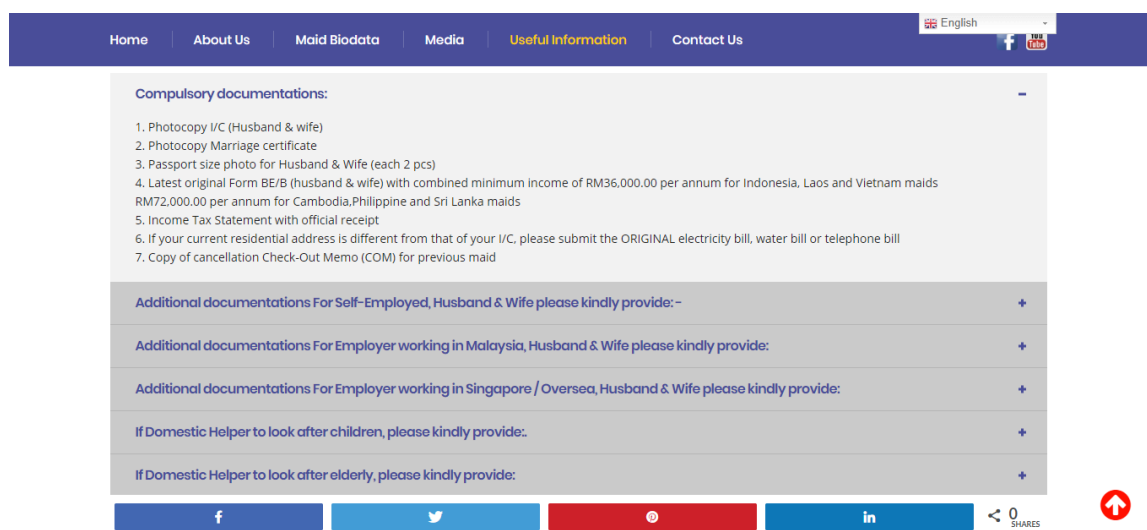 English
Home About Us Maid Biodata Media Useful Information Contact Us
You
Tube
Compulsory documentations:
1. Photocopy I/C (Husband & wife)
2. Photocopy Marriage certificate
3. Passport size photo for Husband & Wife (each 2 pcs)
4. Latest original Form BE/B (husband & wife) with combined minimum income of RM36,000.00 per annum for Indonesia, Laos and Vietnam maids
RM72,000.00 per annum for Cambodia,Philippine and Sri Lanka maids
5. Income Tax Statement with official receipt
6. If your current residential address is different from that of your I/C, please submit the ORIGINAL electricity bill, water bill or telephone bill
7. Copy of cancellation Check-Out Memo (COM) for previous maid
Additional documentations For Self-Employed, Husband & Wife please kindly provide: -
Additional documentations For Employer working in Malaysia, Husband & Wife please kindly provide:
Additional documentations For Employer working in Singapore / Oversea, Husband & Wife please kindly provide:
If Domestic Helper to look after children, please kindly provide:.
If Domestic Helper to look after elderly, please kindly provide:
0
SHARES